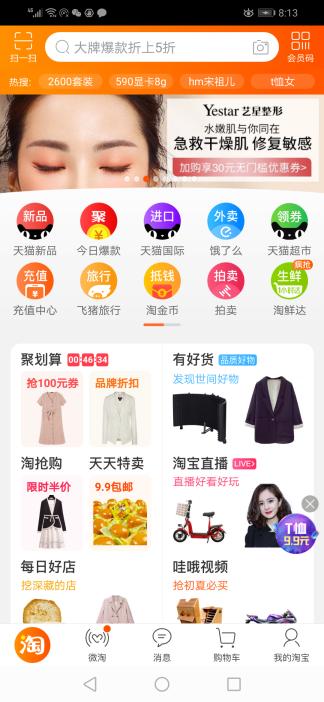 8:13
大牌爆款折上5折
扫一扫
会员码
热搜: 2600套装 590显卡8g hm宋祖儿 t恤女
Yestar 艺星整形
水嫩肌与你同在
急救干燥肌 修复敏感
加购享30元无门槛优惠券>
新品 聚 进口 外卖 领券
天猫新品 今日爆款 天猫国际 饿了么 天猫超市
疯抢
充值 旅行 抵钱 拍卖 生鲜
1小时达
充值中心 飞猪旅行 淘金币 拍卖 淘鲜达
聚划算 00:46:34
有好货 品质好物
抢100元券 品牌折扣
发现世间好物
淘抢购 天天特卖
淘宝直播 LIVE
限时半价 9.9包邮
直播好看好玩
T恤
9.9元
每日好店
哇哦视频
挖深藏的店
抢初夏必买
淘
微淘 消息 购物车 我的淘宝